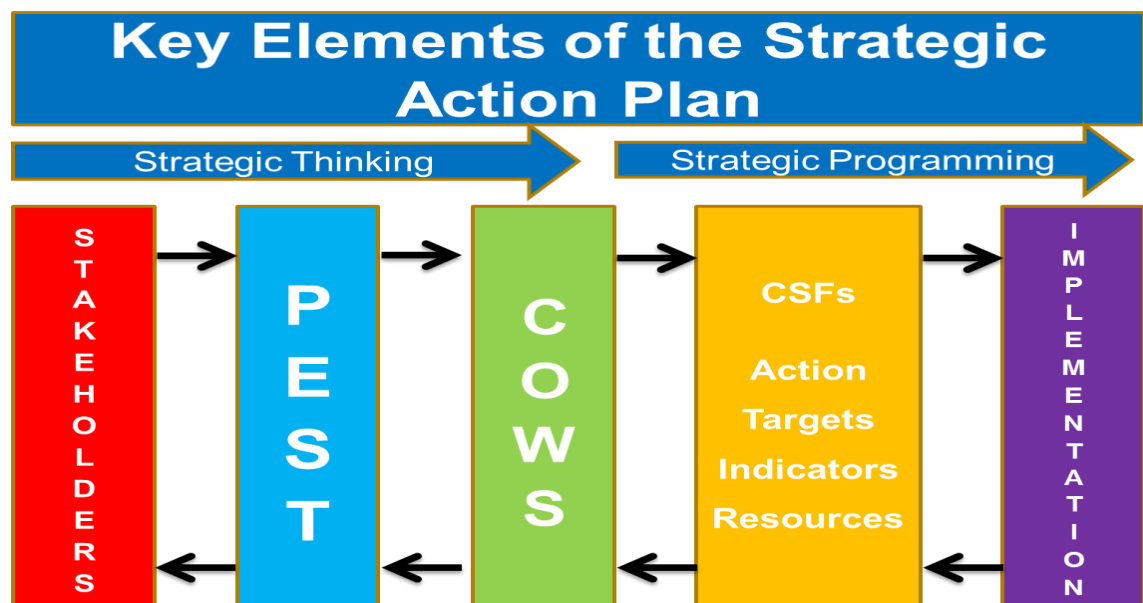 Key Elements of the Strategic
Action Plan
Strategic Thinking
Strategic Programming
STAKEHOLDERS
PEST
COWS
CSFs
Action
Targets
Indicators
Resources
IMPLEMENTATION